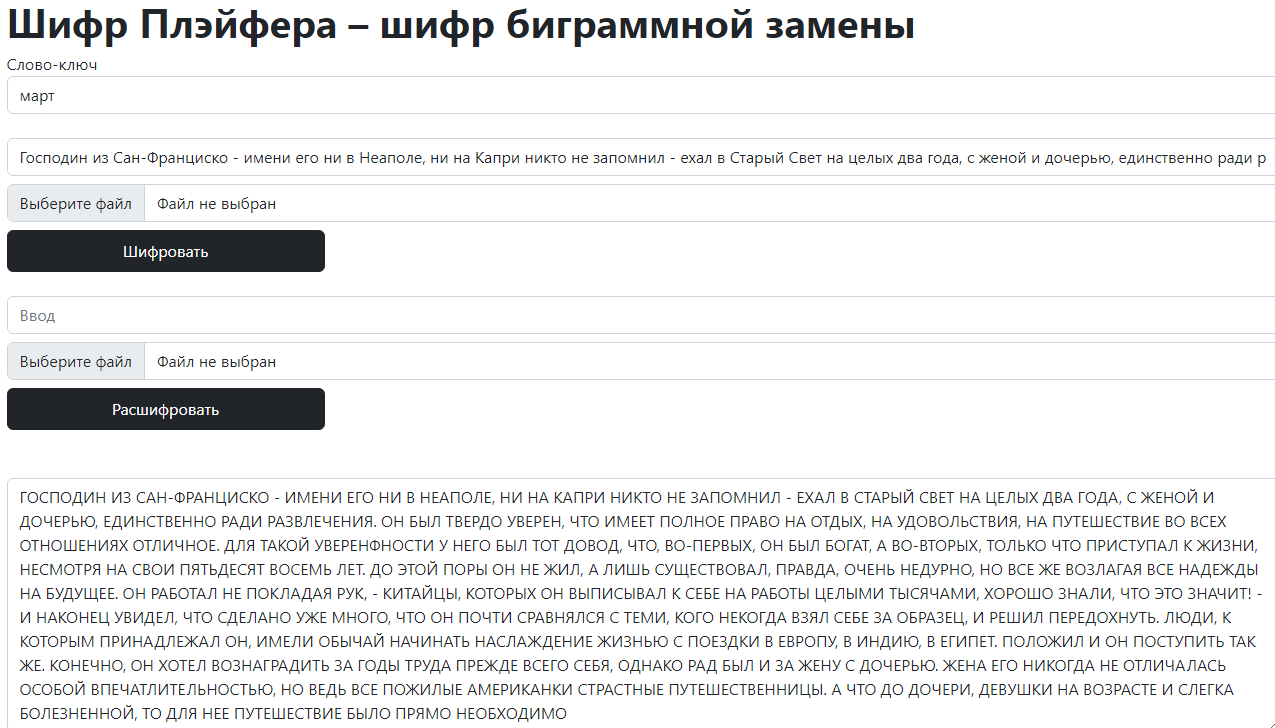 Шифр Плэйфера – шифр биграммной замены
Слово-ключ
март
Господин из Сан-Франциско - имени его ни в Неаполе, ни на Капри никто не запомнил - ехал в Старый Свет на целых два года, с женой и дочерью, единственно ради р
Выберите файл Файл не выбран
Шифровать
Ввод
Выберите файл Файл не выбран
Расшифровать
ГОСПОДИН ИЗ САН-ФРАНЦИСКО - ИМЕНИ ЕГО НИ В НЕАПОЛЕ, НИ НА КАПРИ НИКТО НЕ ЗАПОМНИЛ - ЕХАЛ В СТАРЫЙ СВЕТ НА ЦЕЛЫХ ДВА ГОДА, С ЖЕНОЙ И
ДОЧЕРЬЮ, ЕДИНСТВЕННО РАДИ РАЗВЛЕЧЕНИЯ. ОН БЫЛ ТВЕРДО УВЕРЕН, ЧТО ИМЕЕТ ПОЛНОЕ ПРАВО НА ОТДЫХ, НА УДОВОЛЬСТВИЯ, НА ПУТЕШЕСТВИЕ ВО ВСЕХ
ОТНОШЕНИЯХ ОТЛИЧНОЕ. ДЛЯ ТАКОЙ УВЕРЕНФНОСТИ У НЕГО БЫЛ ТОТ ДОВОД, ЧТО, ВО-ПЕРВЫХ, ОН БЫЛ БОГАТ, А ВО-ВТОРЫХ, ТОЛЬКО ЧТО ПРИСТУПАЛ К ЖИЗНИ,
НЕСМОТРЯ НА СВОИ ПЯТЬДЕСЯТ ВОСЕМЬ ЛЕТ. ДО ЭТОЙ ПОРЫ ОН НЕ ЖИЛ, А ЛИШЬ СУЩЕСТВОВАЛ, ПРАВДА, ОЧЕНЬ НЕДУРНО, НО ВСЕ ЖЕ ВОЗЛАГАЯ ВСЕ НАДЕЖДЫ
НА БУДУЩЕЕ. ОН РАБОТАЛ НЕ ПОКЛАДАЯ РУК, - КИТАЙЦЫ, КОТОРЫХ ОН ВЫПИСЫВАЛ К СЕБЕ НА РАБОТЫ ЦЕЛЫМИ ТЫСЯЧАМИ, ХОРОШО ЗНАЛИ, ЧТО ЭТО ЗНАЧИТ! -
И НАКОНЕЦ УВИДЕЛ, ЧТО СДЕЛАНО УЖЕ МНОГО, ЧТО ОН ПОЧТИ СРАВНЯЛСЯ С ТЕМИ, КОГО НЕКОГДА ВЗЯЛ СЕБЕ ЗА ОБРАЗЕЦ, И РЕШИЛ ПЕРЕДОХНУТЬ. ЛЮДИ, К
КОТОРЫМ ПРИНАДЛЕЖАЛ ОН, ИМЕЛИ ОБЫЧАЙ НАЧИНАТЬ НАСЛАЖДЕНИЕ ЖИЗНЬЮ С ПОЕЗДКИ В ЕВРОПУ, В ИНДИЮ, В ЕГИПЕТ. ПОЛОЖИЛ И ОН ПОСТУПИТЬ ТАК
ЖЕ. КОНЕЧНО, ОН ХОТЕЛ ВОЗНАГРАДИТЬ ЗА ГОДЫ ТРУДА ПРЕЖДЕ ВСЕГО СЕБЯ, ОДНАКО РАД БЫЛ И ЗА ЖЕНУ С ДОЧЕРЬЮ. ЖЕНА ЕГО НИКОГДА НЕ ОТЛИЧАЛАСЬ
ОСОБОЙ ВПЕЧАТЛИТЕЛЬНОСТЬЮ, НО ВЕДЬ ВСЕ ПОЖИЛЫЕ АМЕРИКАНКИ СТРАСТНЫЕ ПУТЕШЕСТВЕННИЦЫ. А ЧТО ДО ДОЧЕРИ, ДЕВУШКИ НА ВОЗРАСТЕ И СЛЕГКА
БОЛЕЗНЕННОЙ, ТО ДЛЯ НЕЕ ПУТЕШЕСТВИЕ БЫЛО ПРЯМО НЕОБХОДИМО